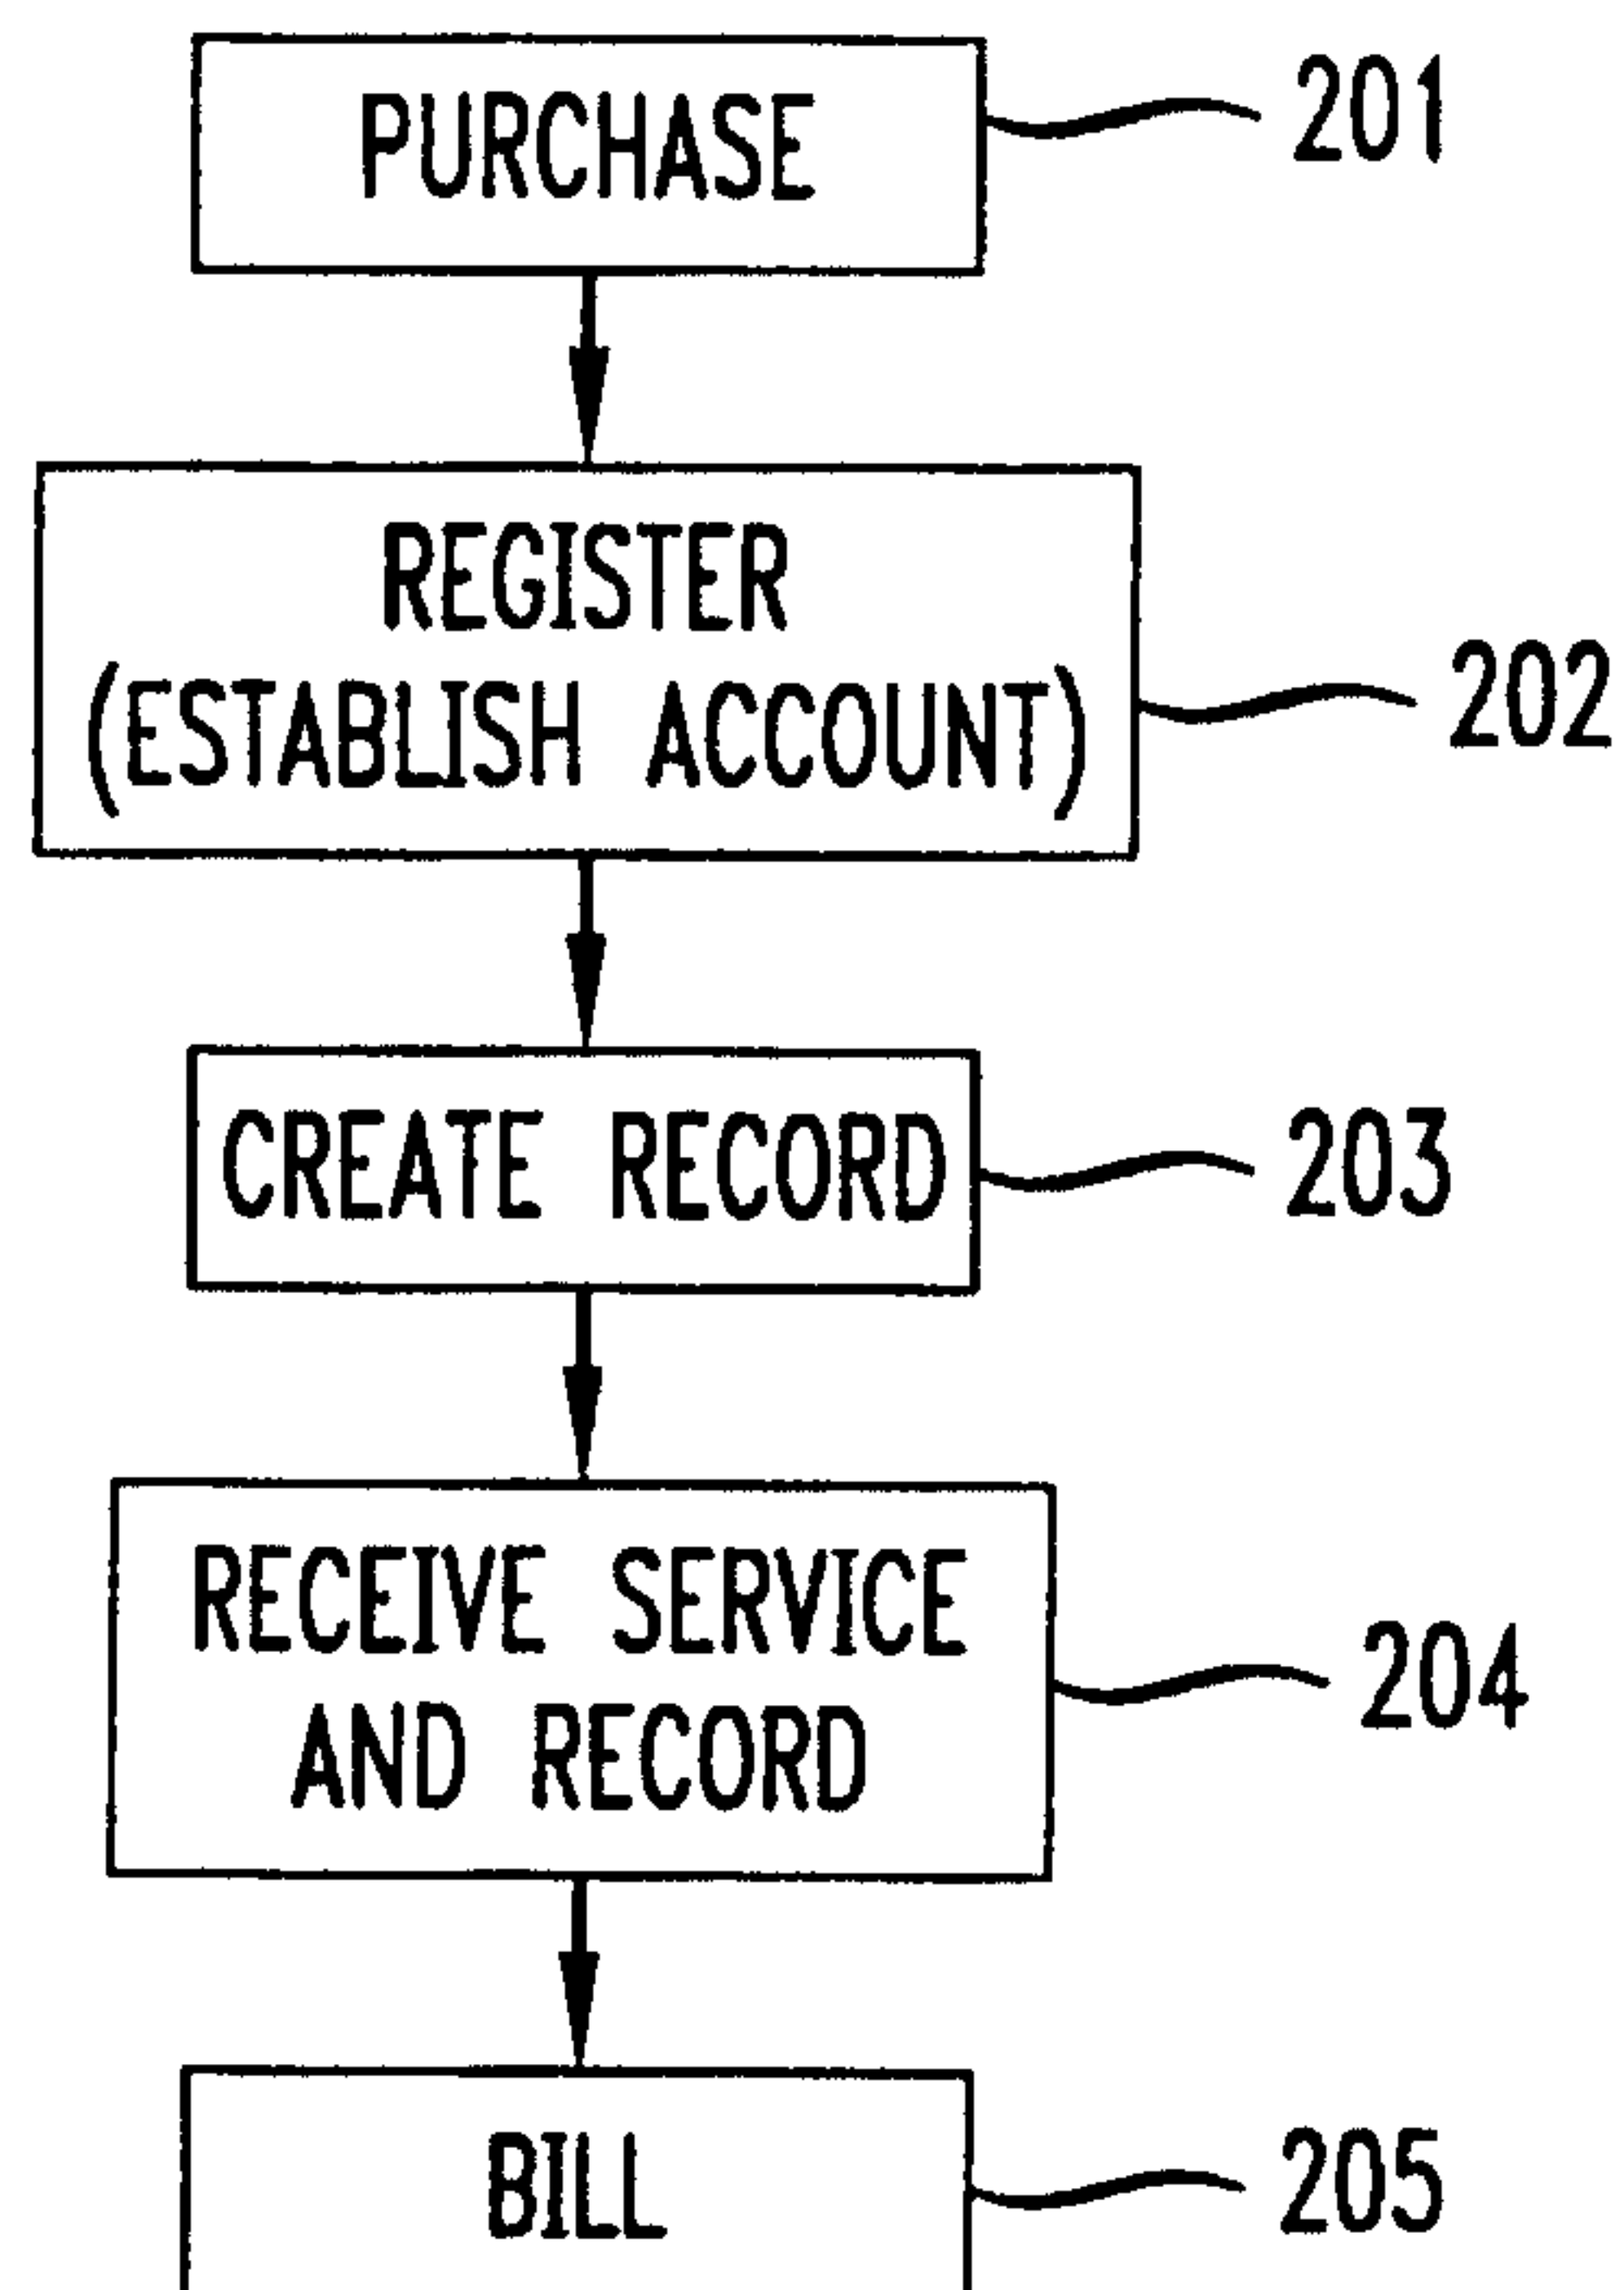 PURCHASE
201
REGISTER
(ESTABLISH ACCOUNT)
202
CREATE RECORD
203
RECEIVE SERVICE
AND RECORD
204
BILL
205